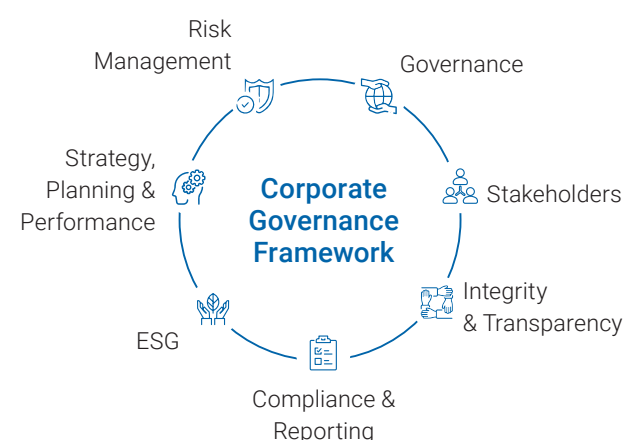 Risk
Management
Governance
Strategy,
Planning &
Performance
Corporate
Governance
Framework
Stakeholders
Integrity
& Transparency
ESG
Compliance &
Reporting